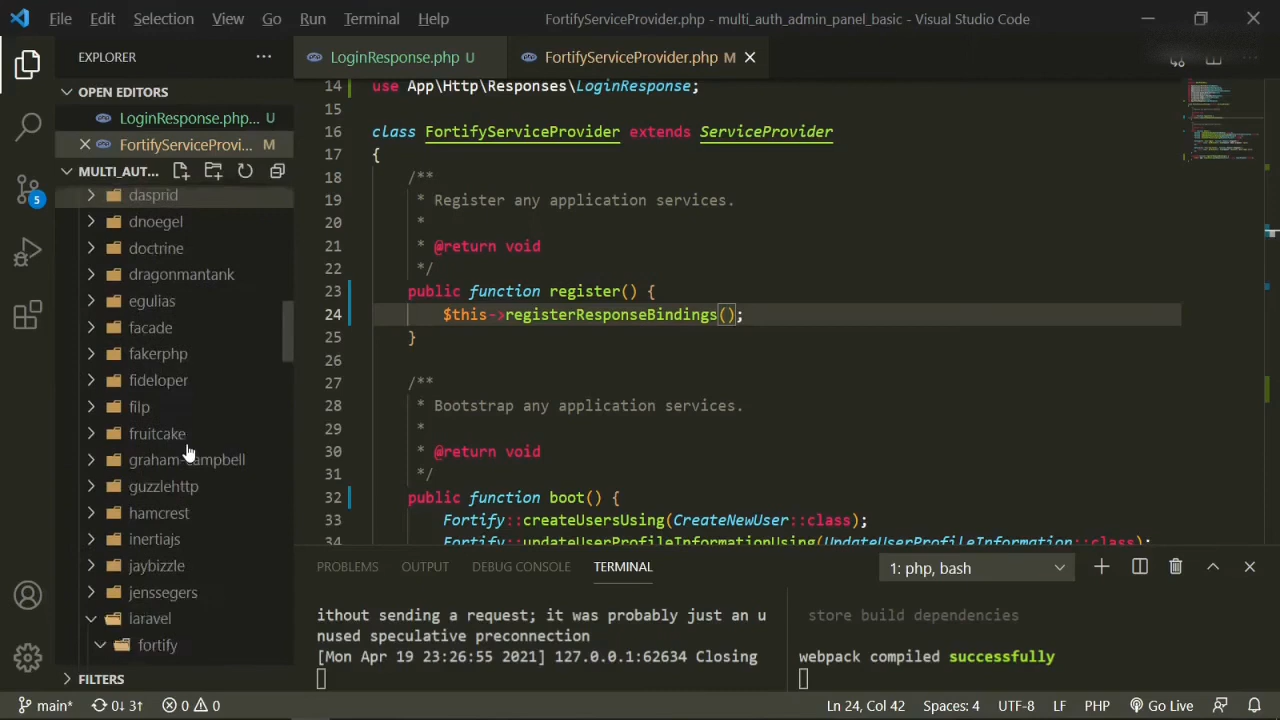 File Edit Selection View Go Run Terminal Help
FortifyServiceProvider.php - multi_auth_admin_panel_basic - Visual Studio Code
EXPLORER
LoginResponse.php U
FortifyServiceProvider.php M
OPEN EDITORS
LoginResponse.php... U
FortifyServiceProvi... M
MULTI_AUT...
dasprid
dnoegel
doctrine
dragonmantank
egulias
facade
fakerphp
fideloper
filp
fruitcake
graham-campbell
guzzlehttp
hamcrest
inertiajs
jaybizzle
jenssegers
laravel
fortify
FILTERS
5
14 use App\Http\Responses\LoginResponse;
15
16 class FortifyServiceProvider extends ServiceProvider
17 {
18 /**
19 * Register any application services.
20 *
21 * @return void
22 */
23 public function register() {
24 $this->registerResponseBindings();
25 }
26
27 /**
28 * Bootstrap any application services.
29 *
30 * @return void
31 */
32 public function boot() {
33 Fortify::createUsersUsing(CreateNewUser::class);
34 Fortify::updateUserProfileInformationUsing(UpdateUserProfileInformation::class);
PROBLEMS OUTPUT DEBUG CONSOLE TERMINAL
1: php, bash
ithout sending a request; it was probably just an u
nused speculative preconnection
[Mon Apr 19 23:26:55 2021] 127.0.0.1:62634 Closing
store build dependencies
webpack compiled successfully
main* 0↓ 3↑ 0 0
Ln 24, Col 42 Spaces: 4 UTF-8 LF PHP Go Live